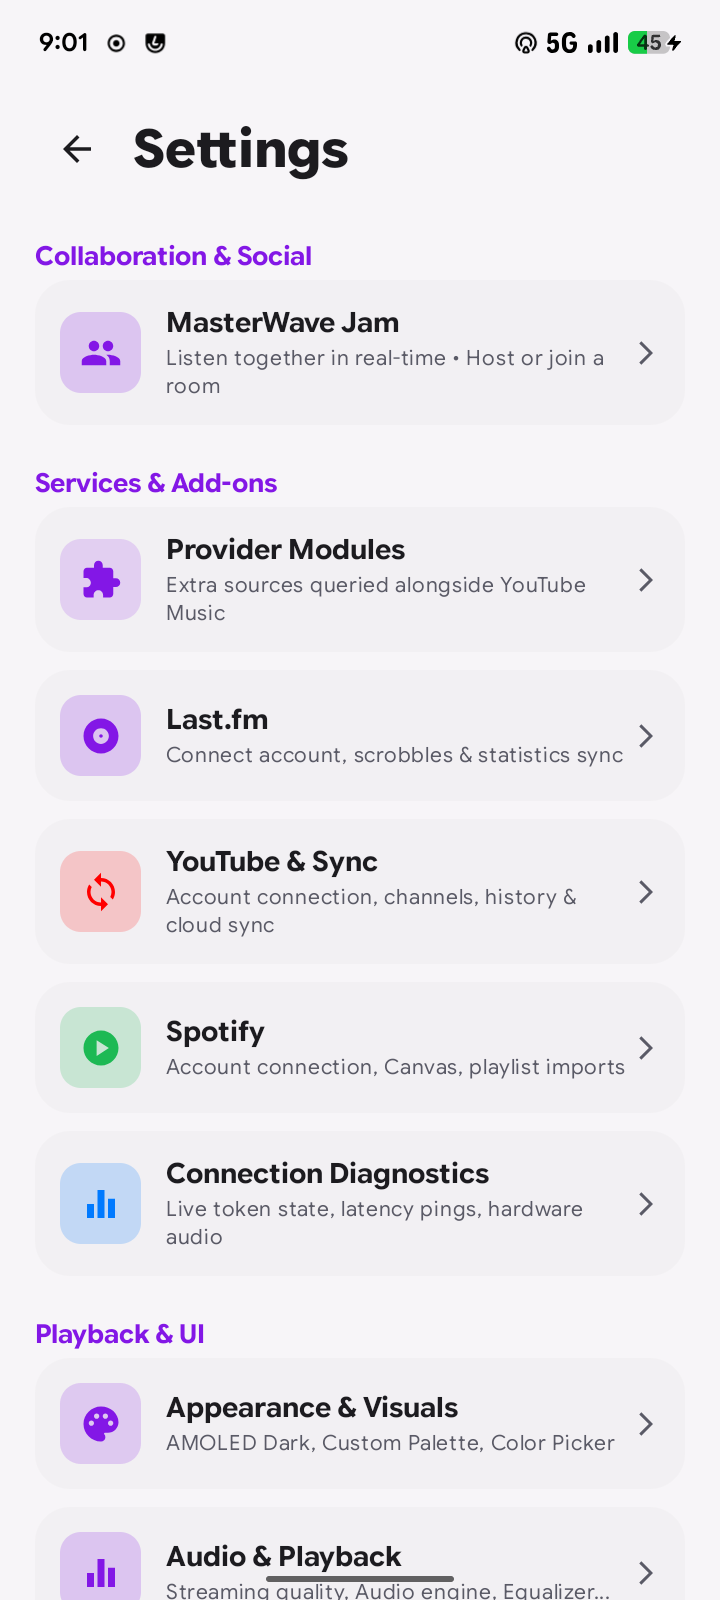 9:01
5G
45
Settings
Collaboration & Social
MasterWave Jam
Listen together in real-time • Host or join a
room
Services & Add-ons
Provider Modules
Extra sources queried alongside YouTube
Music
Last.fm
Connect account, scrobbles & statistics sync
YouTube & Sync
Account connection, channels, history &
cloud sync
Spotify
Account connection, Canvas, playlist imports
Connection Diagnostics
Live token state, latency pings, hardware
audio
Playback & UI
Appearance & Visuals
AMOLED Dark, Custom Palette, Color Picker
Audio & Playback
Streaming quality, Audio engine, Equalizer...